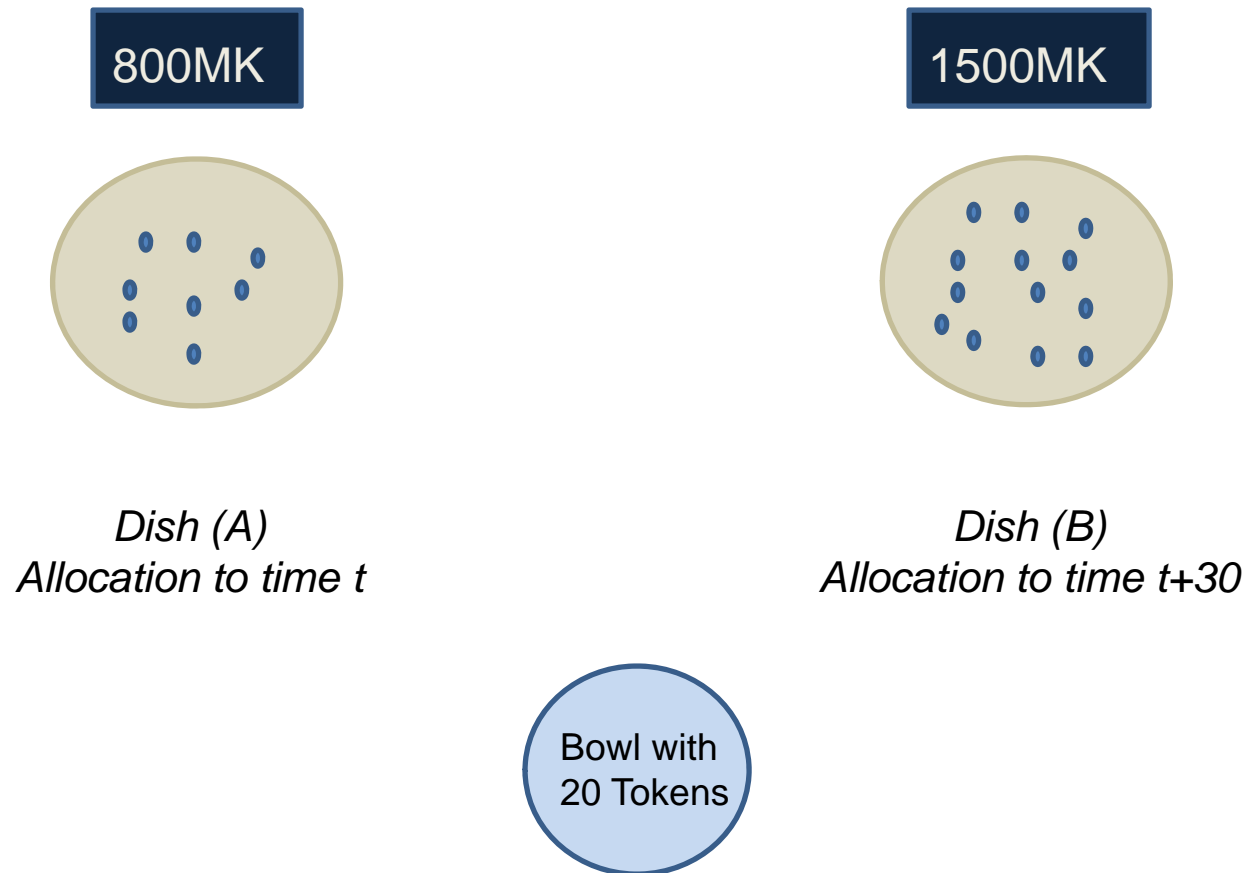 800MK
1500MK
Dish (A)
Allocation to time t
Dish (B)
Allocation to time t+30
Bowl with
20 Tokens